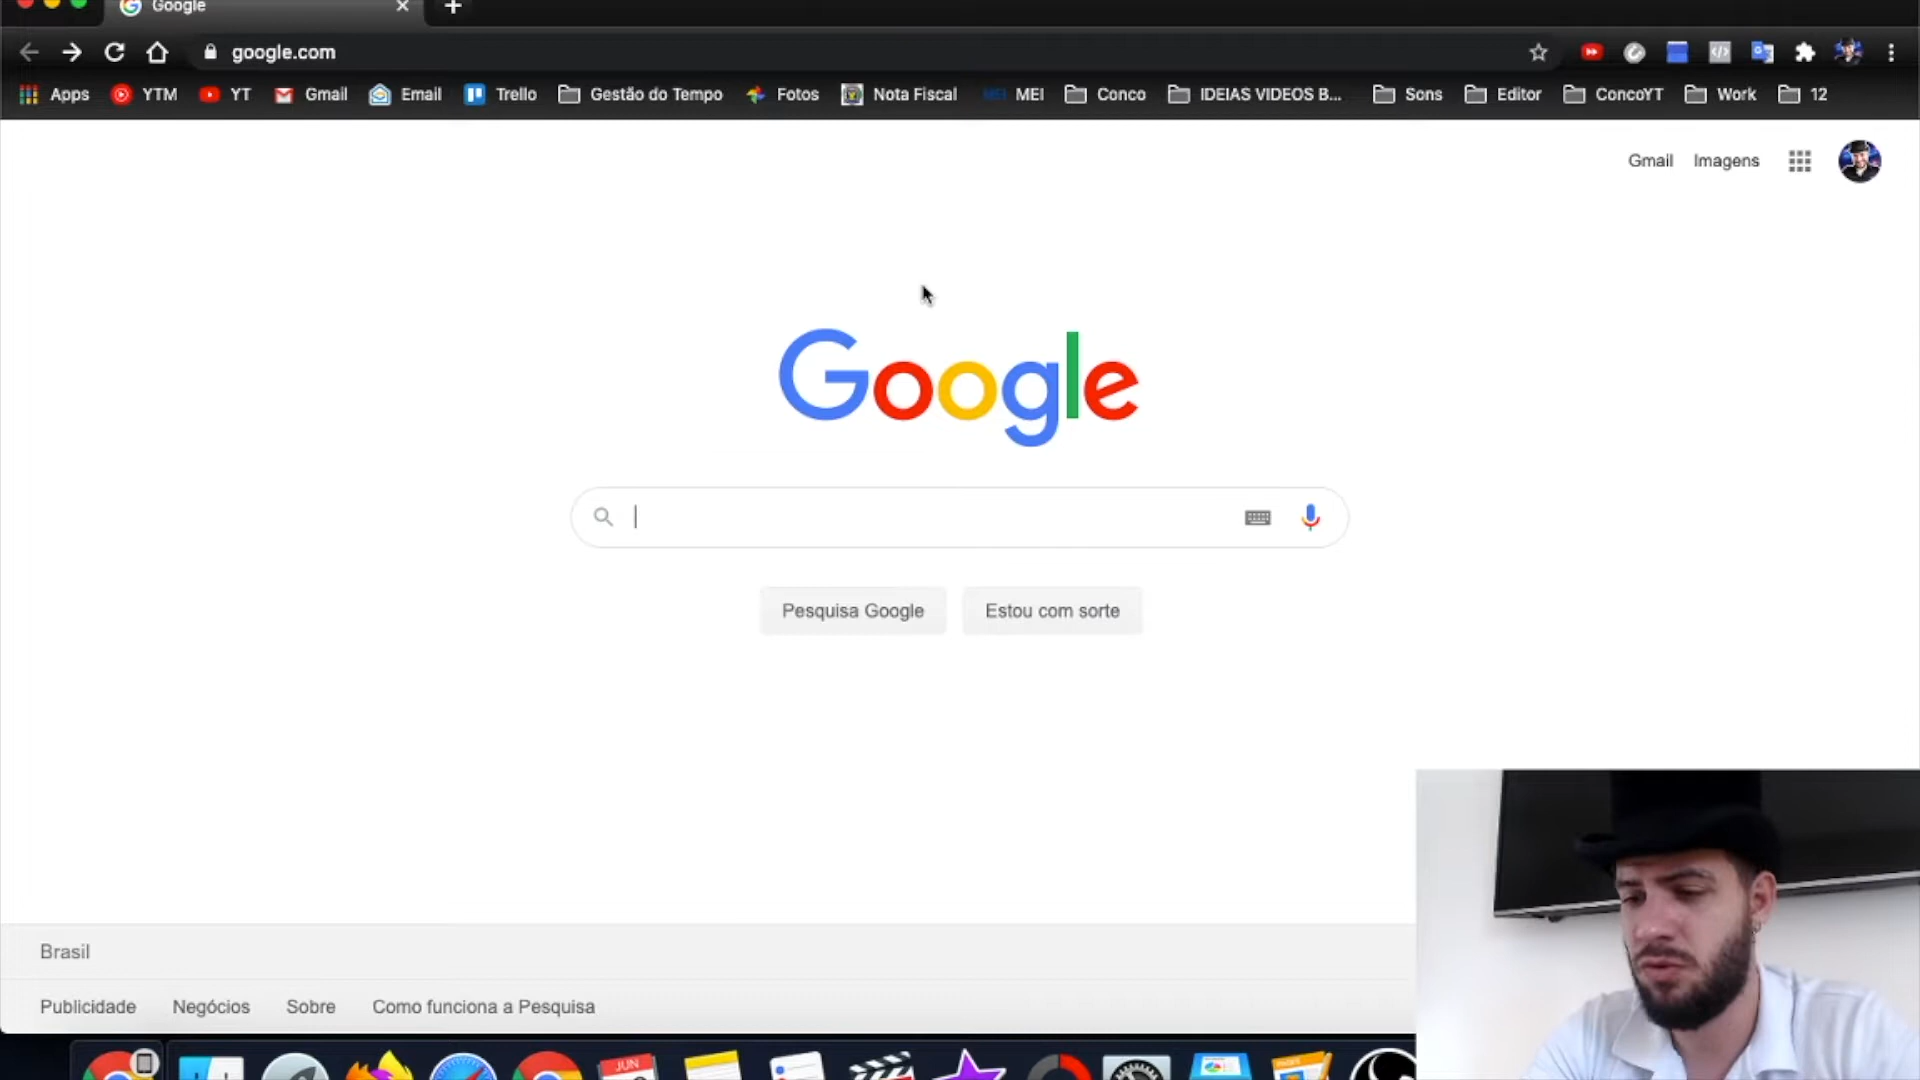 Google
google.com
Apps YTM YT Gmail Email Trello Gestão do Tempo Fotos Nota Fiscal MEI MEI Conco IDEIAS VIDEOS B... Sons Editor ConcoYT Work 12
Gmail Imagens
Google
Pesquisa Google Estou com sorte
Brasil
Publicidade Negócios Sobre Como funciona a Pesquisa
JUN